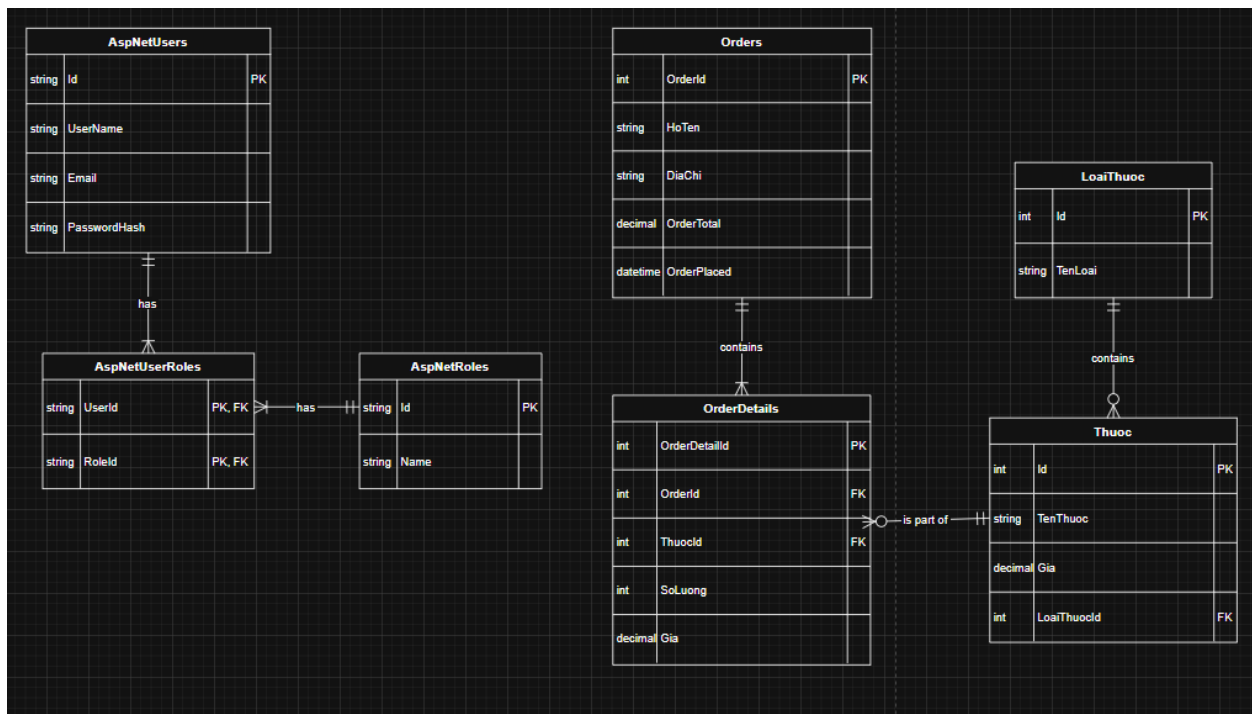 AspNetUsers
string Id PK
string UserName
string Email
string PasswordHash
has
AspNetUserRoles
string UserId PK, FK
string RoleId PK, FK
has
AspNetRoles
string Id PK
string Name
Orders
int OrderId PK
string HoTen
string DiaChi
decimal OrderTotal
datetime OrderPlaced
contains
OrderDetails
int OrderDetailId PK
int OrderId FK
int ThuocId FK
int SoLuong
decimal Gia
is part of
LoaiThuoc
int Id PK
string TenLoai
contains
Thuoc
int Id PK
string TenThuoc
decimal Gia
int LoaiThuocId FK